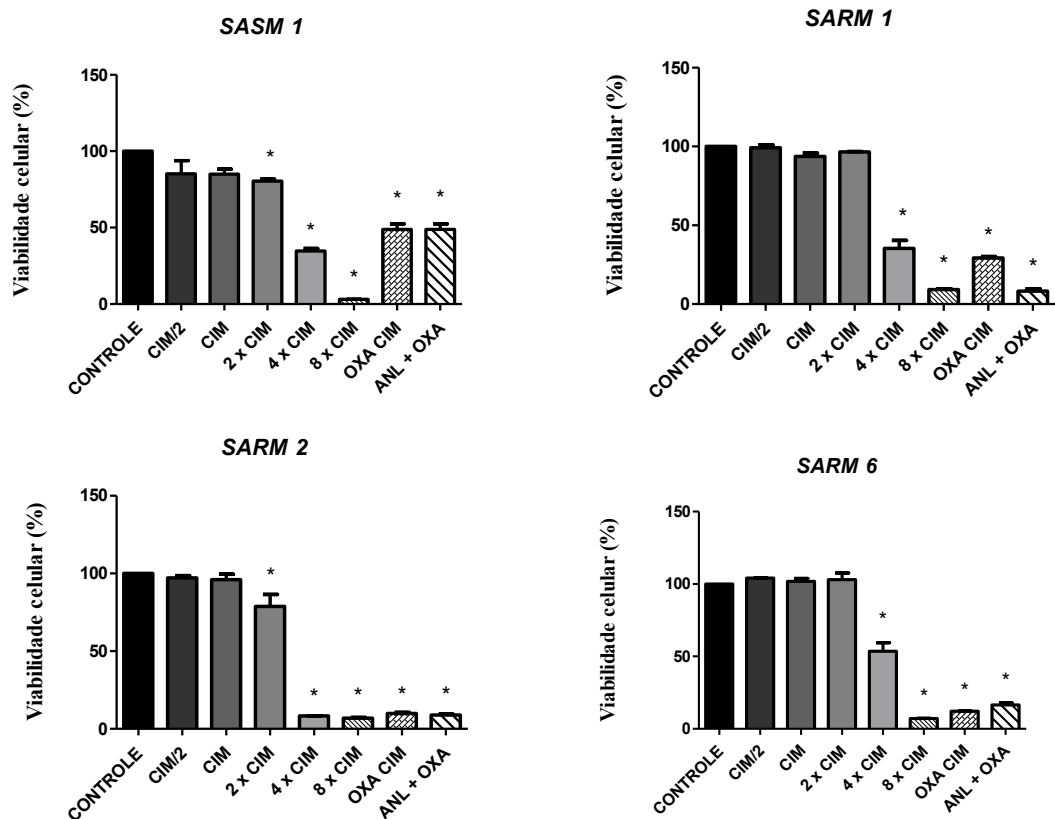 SASM 1
Viabilidade celular (%)
150
100
50
0
*
*
*
*
*
CONTROLE
CIM/2
CIM
2 x CIM
4 x CIM
8 x CIM
OXA CIM
ANL + OXA
SARM 1
Viabilidade celular (%)
150
100
50
0
*
*
*
*
CONTROLE
CIM/2
CIM
2 x CIM
4 x CIM
8 x CIM
OXA CIM
ANL + OXA
SARM 2
Viabilidade celular (%)
150
100
50
0
*
*
*
*
*
CONTROLE
CIM/2
CIM
2 x CIM
4 x CIM
8 x CIM
OXA CIM
ANL + OXA
SARM 6
Viabilidade celular (%)
150
100
50
0
*
*
*
*
CONTROLE
CIM/2
CIM
2 x CIM
4 x CIM
8 x CIM
OXA CIM
ANL + OXA